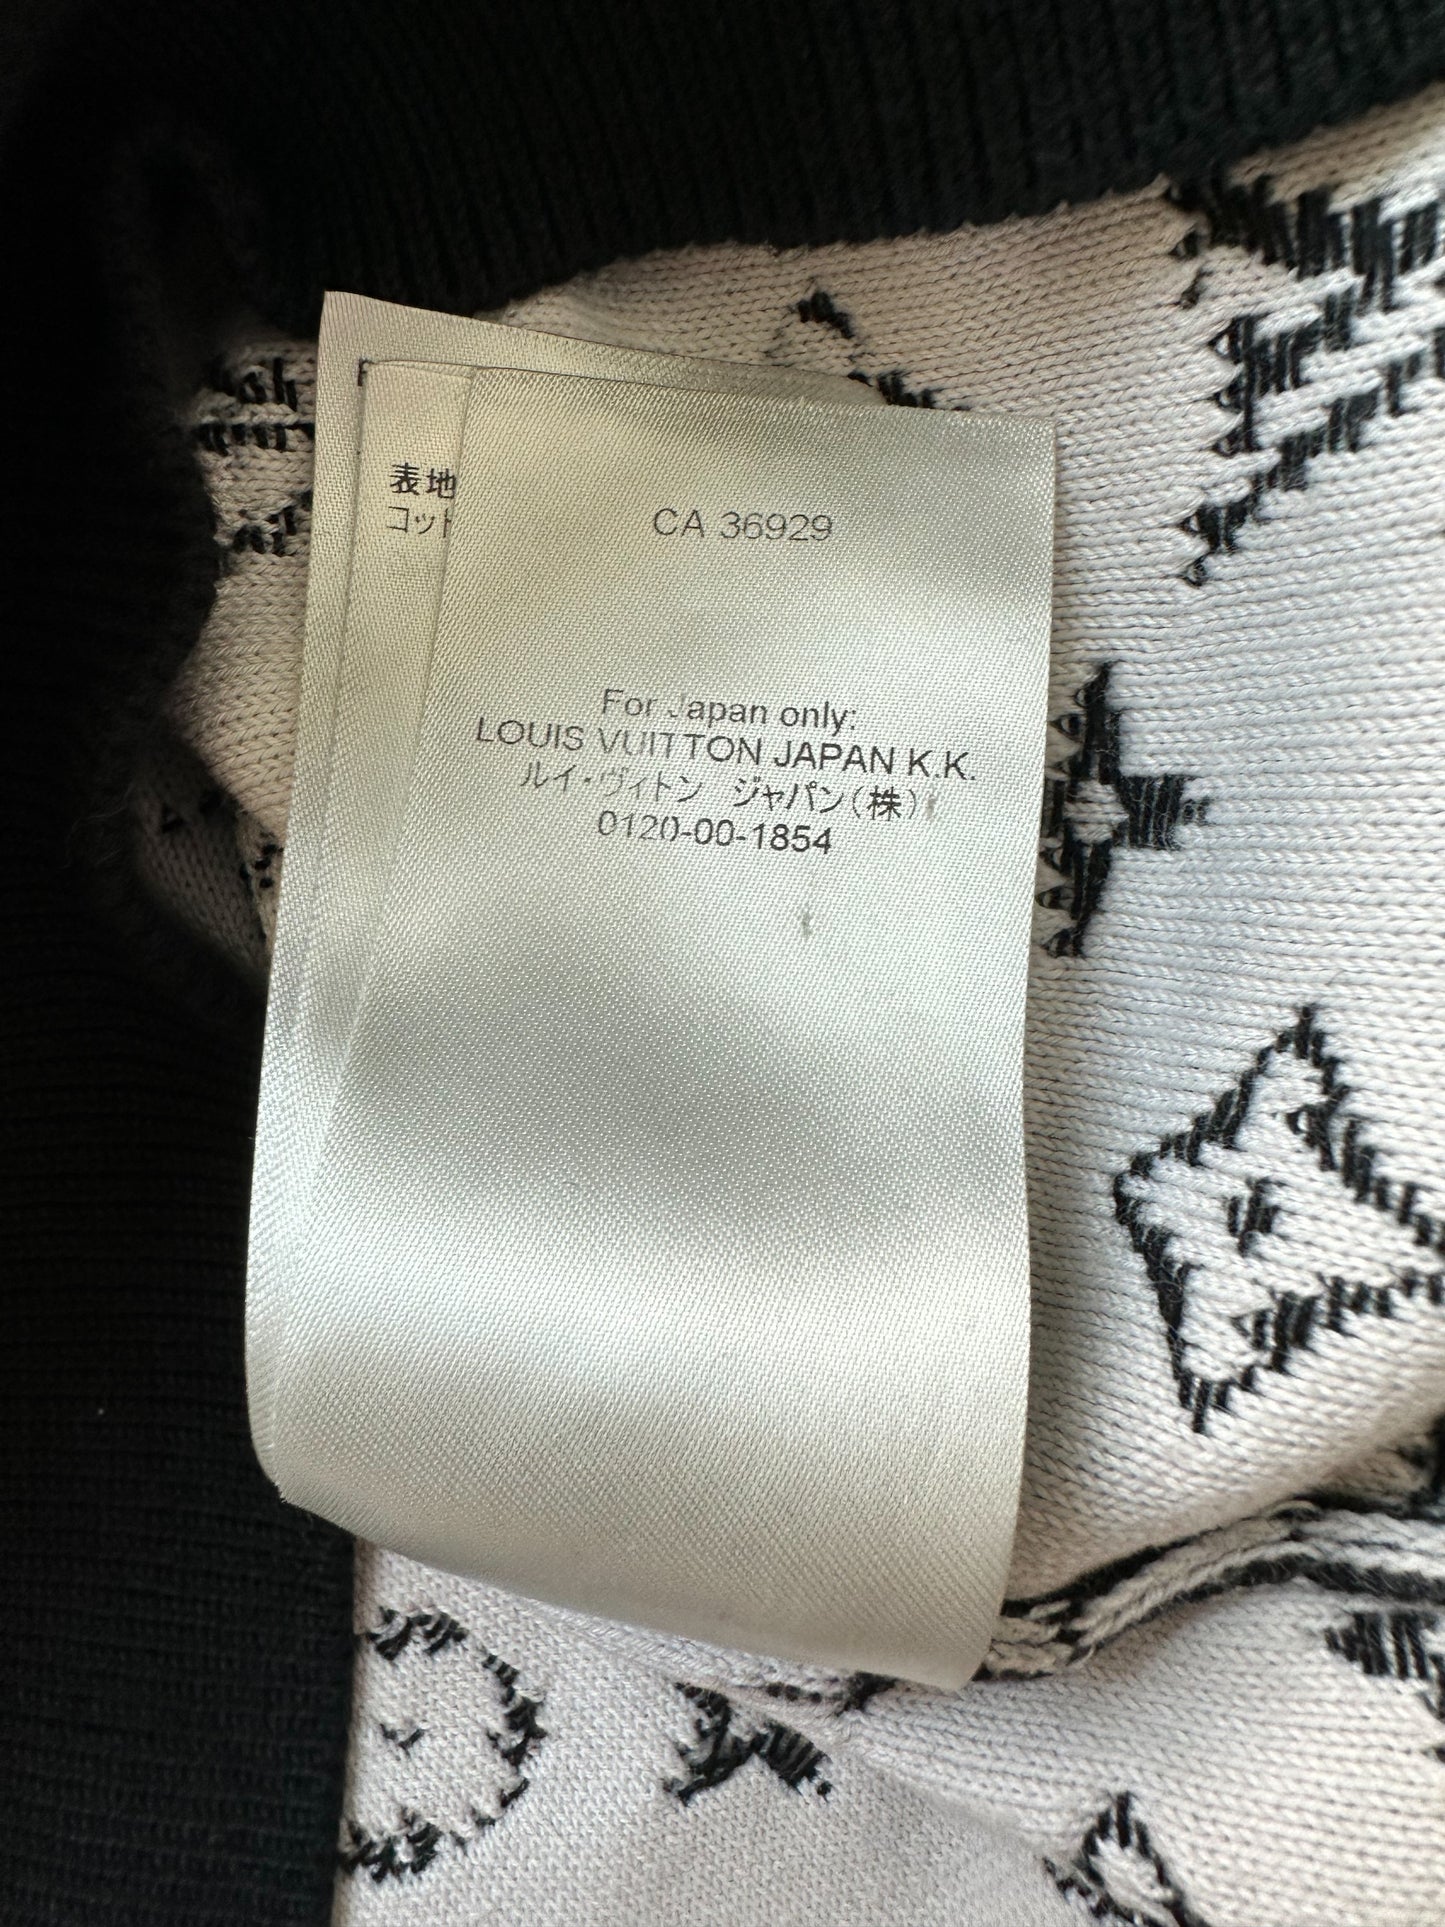 表地
コット
CA 36929
For Japan only:
LOUIS VUITTON JAPAN K.K.
ルイ・ヴィトン ジャパン(株)
0120-00-1854